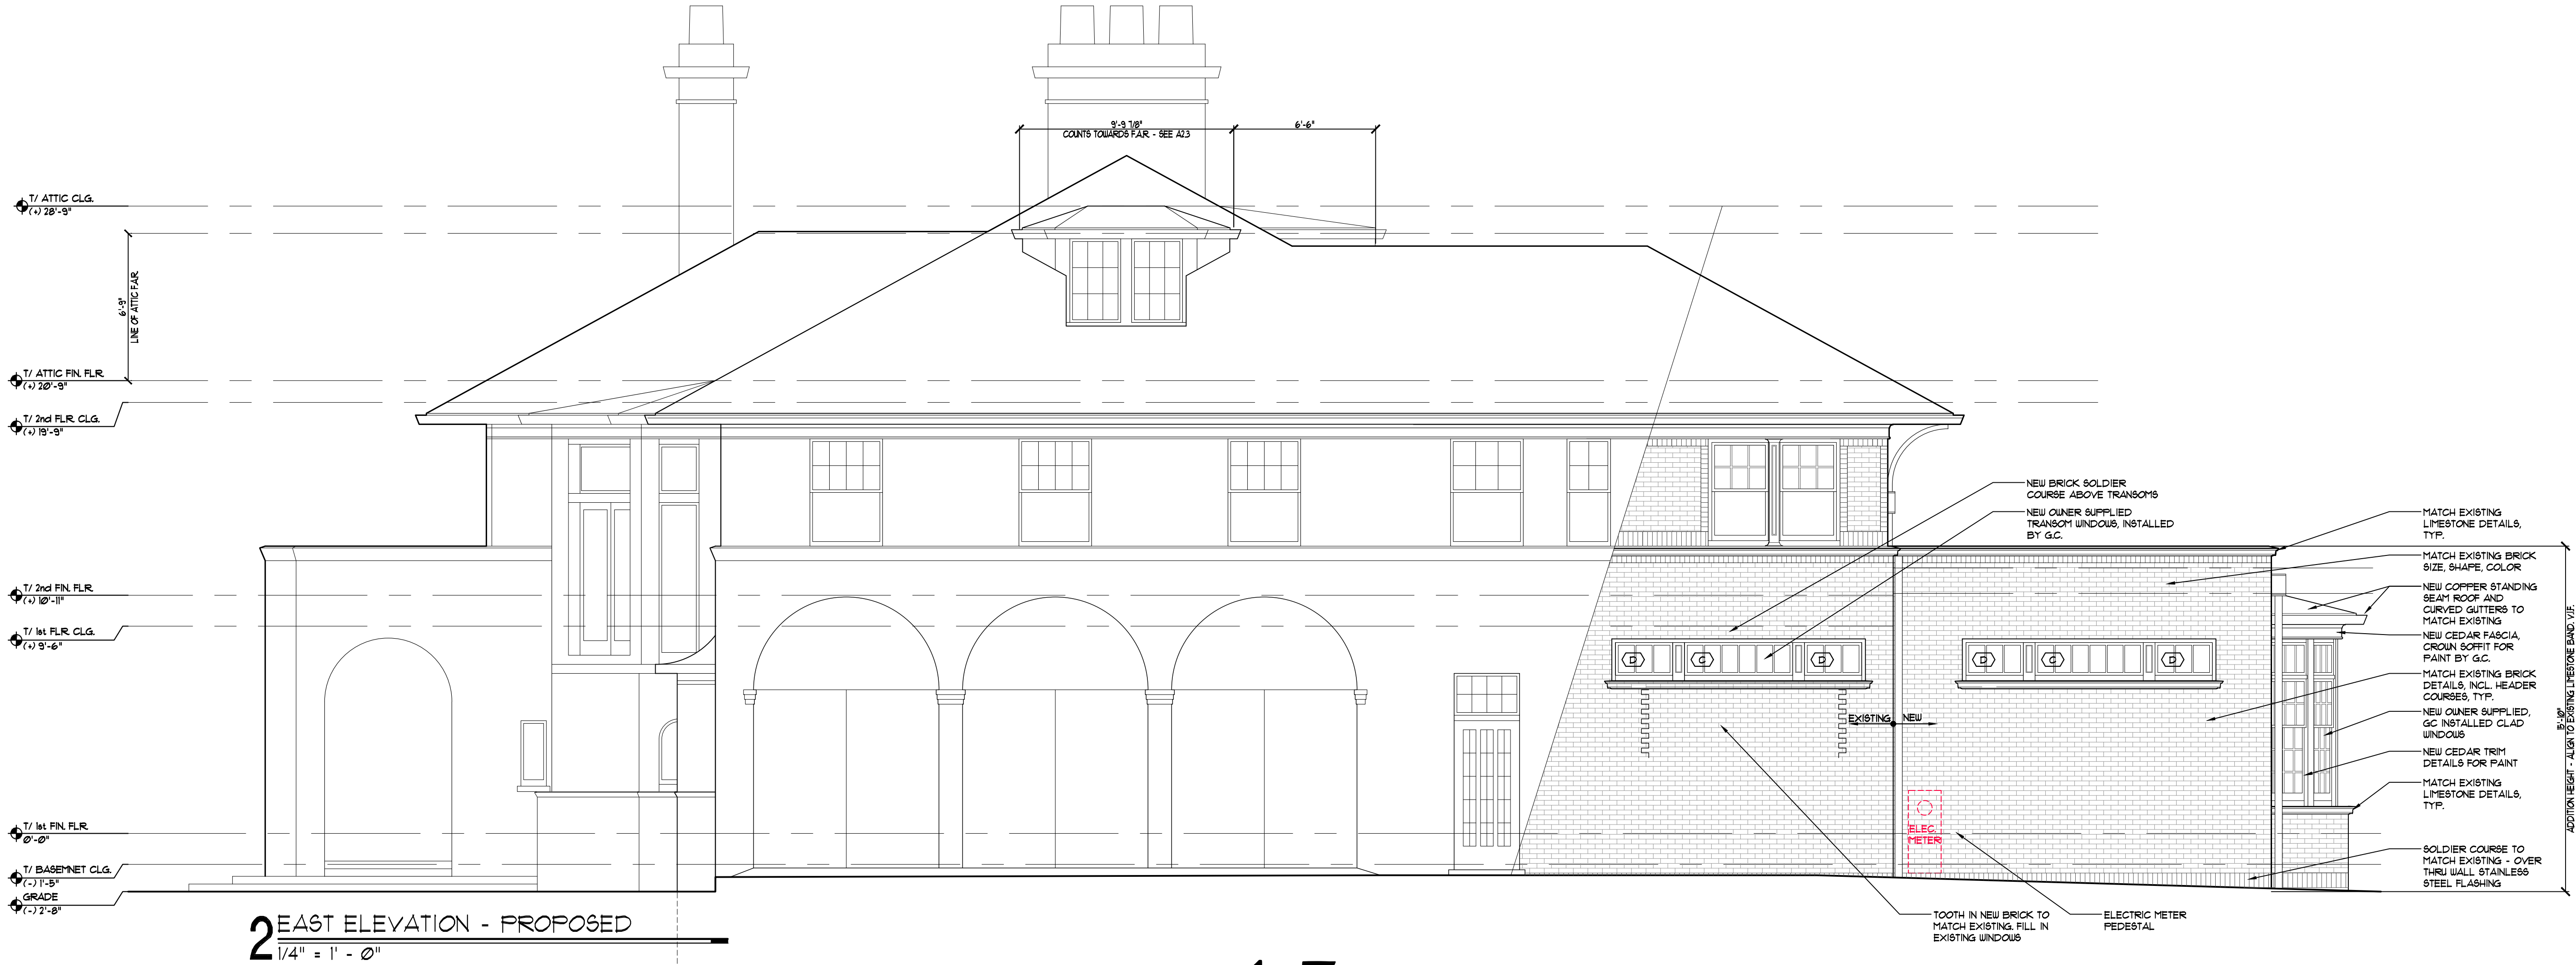 9'-9 7/8"
COUNTS TOWARDS F.A.R. - SEE A2.3
6'-6"
T/ ATTIC CLG.
(+) 28'-9"
6'-9"
LINE OF ATTIC F.A.R.
T/ ATTIC FIN. FLR.
(+) 20'-9"
T/ 2nd FLR. CLG.
(+) 19'-9"
T/ 2nd FIN. FLR.
(+) 10'-11"
T/ 1st FLR. CLG.
(+) 9'-6"
T/ 1st FIN. FLR.
0'-0"
T/ BASEMNET CLG.
(-) 1'-5"
GRADE
(-) 2'-8"
NEW BRICK SOLDIER
COURSE ABOVE TRANSOMS
NEW OWNER SUPPLIED
TRANSOM WINDOWS, INSTALLED
BY G.C.
D
C
D
D
C
D
EXISTING
NEW
ELEC.
METER
MATCH EXISTING
LIMESTONE DETAILS,
TYP.
MATCH EXISTING BRICK
SIZE, SHAPE, COLOR
NEW COPPER STANDING
SEAM ROOF AND
CURVED GUTTERS TO
MATCH EXISTING
NEW CEDAR FASCIA,
CROWN SOFFIT FOR
PAINT BY G.C.
MATCH EXISTING BRICK
DETAILS, INCL. HEADER
COURSES, TYP.
NEW OWNER SUPPLIED,
GC INSTALLED CLAD
WINDOWS
NEW CEDAR TRIM
DETAILS FOR PAINT
MATCH EXISTING
LIMESTONE DETAILS,
TYP.
SOLDIER COURSE TO
MATCH EXISTING - OVER
THRU WALL STAINLESS
STEEL FLASHING
15'-10"
ADDITION HEIGHT - ALIGN TO EXISTING LIMESTONE BAND, V.I.F.
TOOTH IN NEW BRICK TO
MATCH EXISTING. FILL IN
EXISTING WINDOWS
ELECTRIC METER
PEDESTAL
2 EAST ELEVATION - PROPOSED
1/4" = 1' - 0"